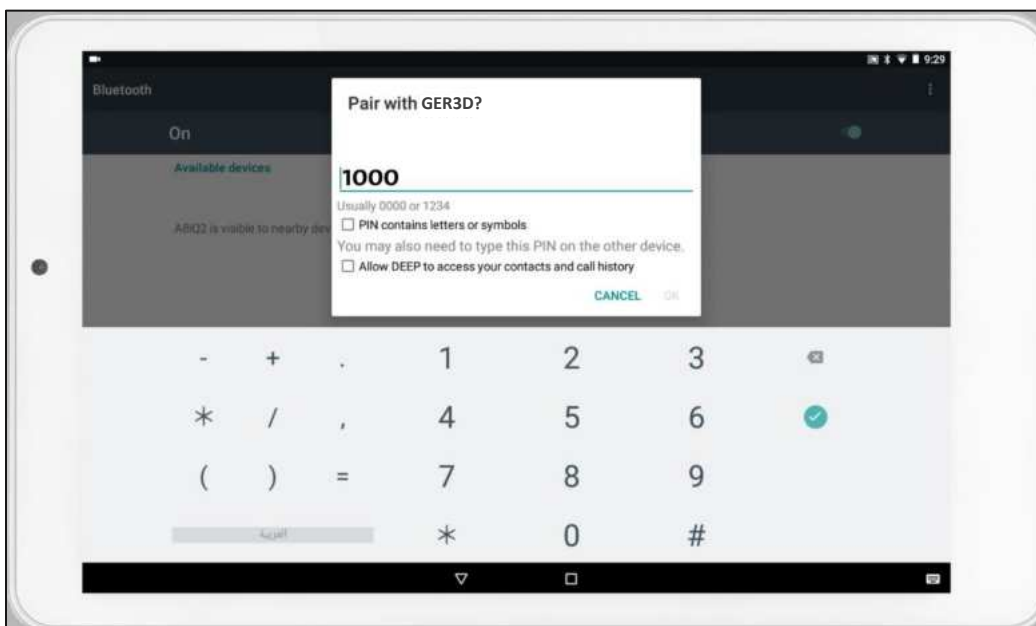 9:29
Bluetooth
On
Available devices
A8IQ2 is visible to nearby dev
Pair with GER3D?
1000
Usually 0000 or 1234
PIN contains letters or symbols
You may also need to type this PIN on the other device.
Allow DEEP to access your contacts and call history
CANCEL OK
- + . 1 2 3
* / , 4 5 6
( ) = 7 8 9
العربية * 0 #